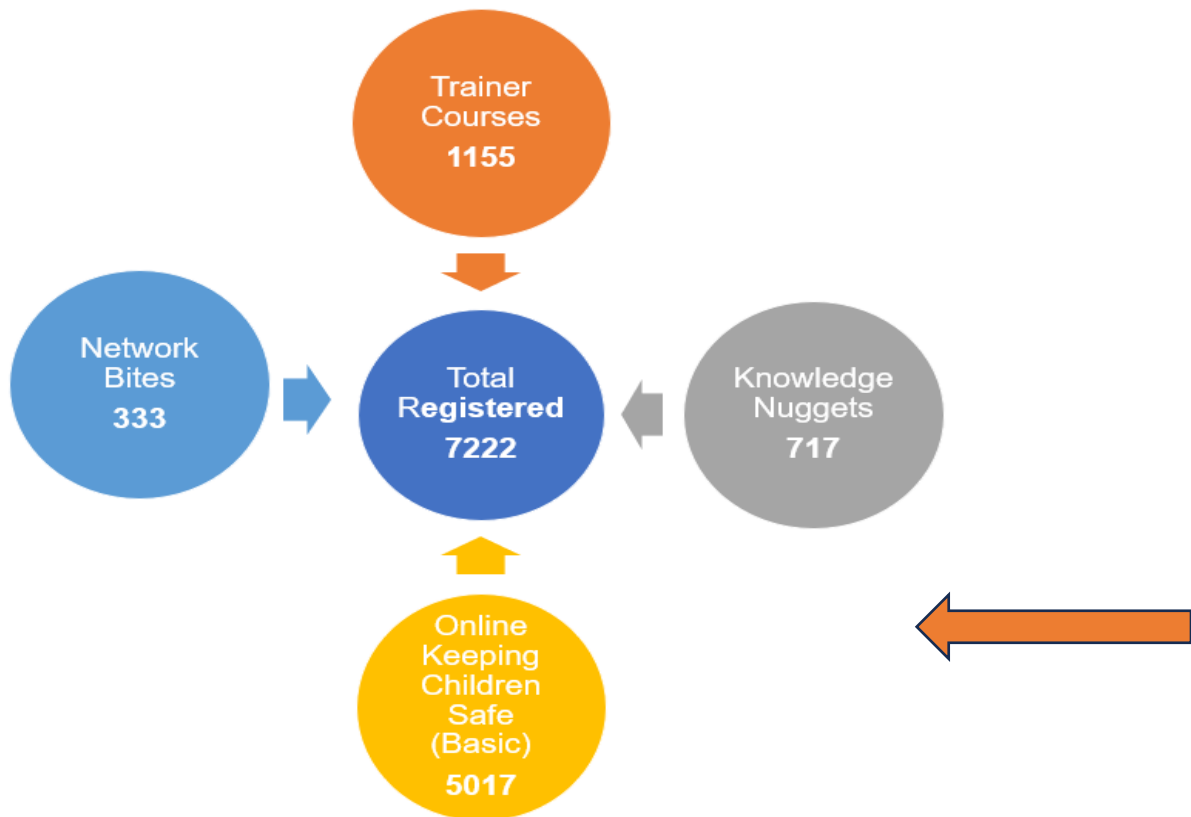 Trainer
Courses
1155
Network
Bites
333
Total
Registered
7222
Knowledge
Nuggets
717
Online
Keeping
Children
Safe
(Basic)
5017